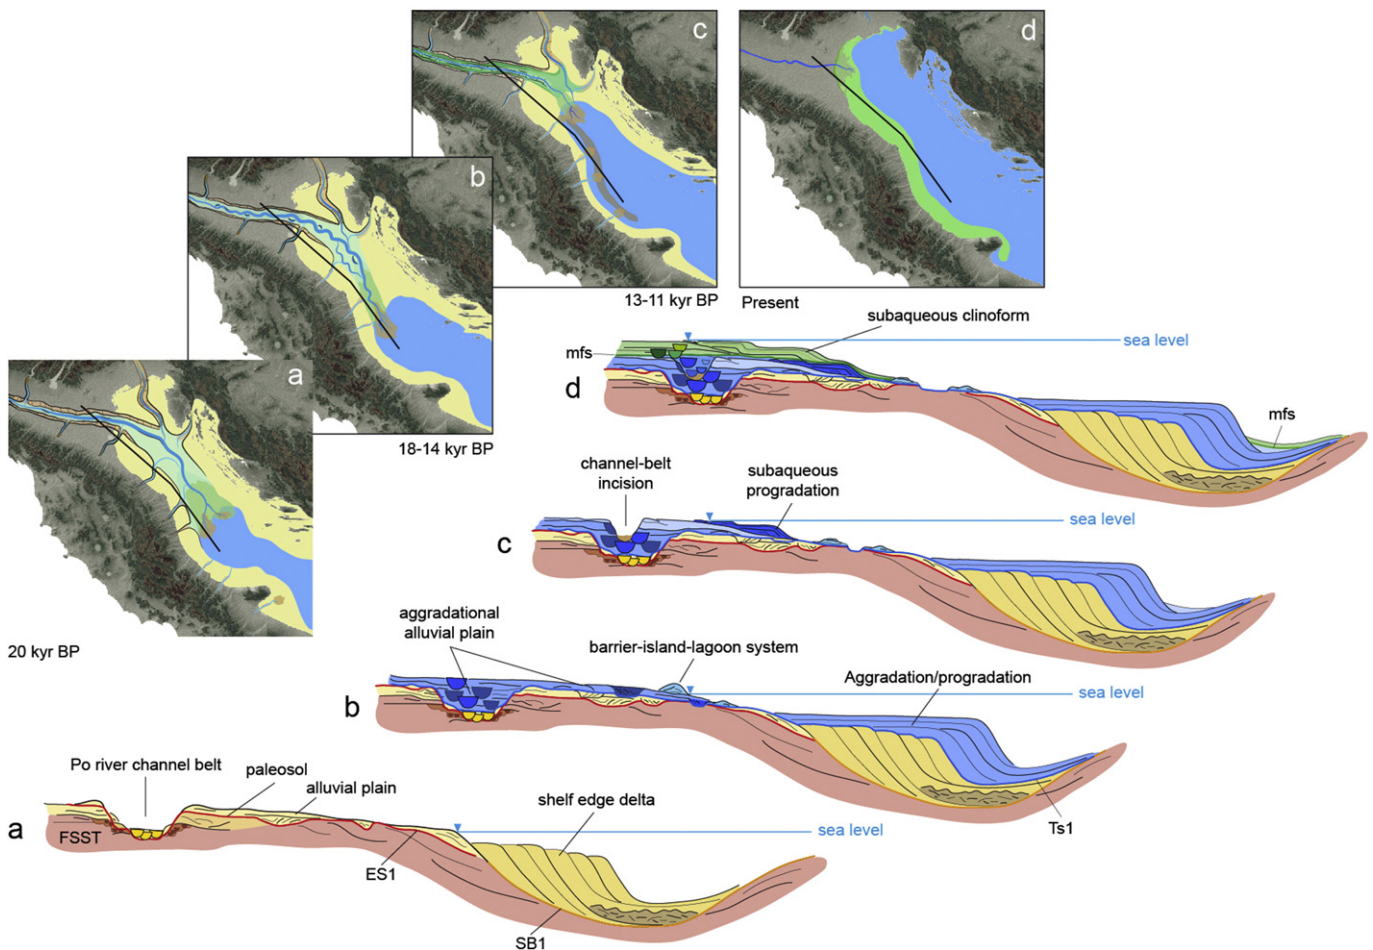 c
d
b
13-11 kyr BP
Present
subaqueous clinoform
sea level
mfs
a
d
mfs
18-14 kyr BP
channel-belt
incision
subaqueous
progradation
sea level
c
aggradational
alluvial plain
barrier-island-lagoon system
20 kyr BP
Aggradation/progradation
sea level
b
Po river channel belt
paleosol
alluvial plain
shelf edge delta
Ts1
a
sea level
FSST
ES1
SB1